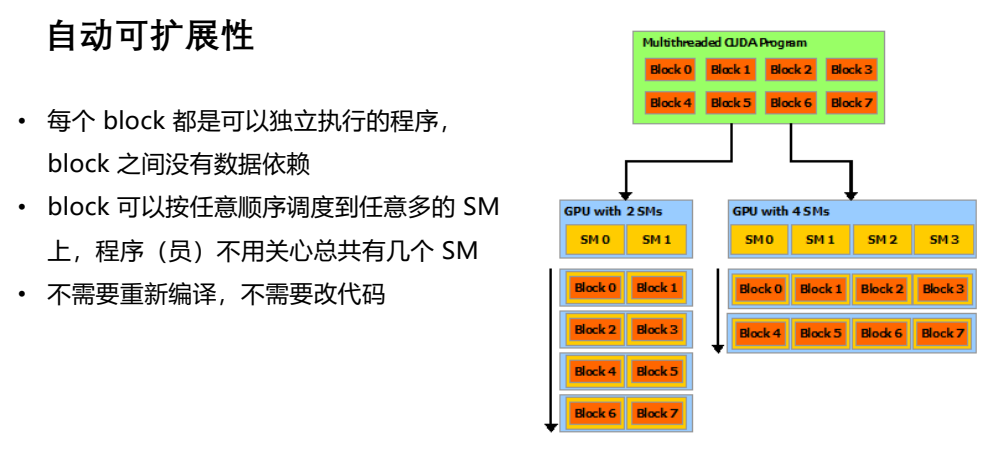 自动可扩展性
• 每个 block 都是可以独立执行的程序，
block 之间没有数据依赖
• block 可以按任意顺序调度到任意多的 SM
上，程序（员）不用关心总共有几个 SM
• 不需要重新编译，不需要改代码
Multithreaded CUDA Program
Block 0 Block 1 Block 2 Block 3
Block 4 Block 5 Block 6 Block 7
GPU with 2 SMs
SM 0 SM 1
Block 0 Block 1
Block 2 Block 3
Block 4 Block 5
Block 6 Block 7
GPU with 4 SMs
SM 0 SM 1 SM 2 SM 3
Block 0 Block 1 Block 2 Block 3
Block 4 Block 5 Block 6 Block 7